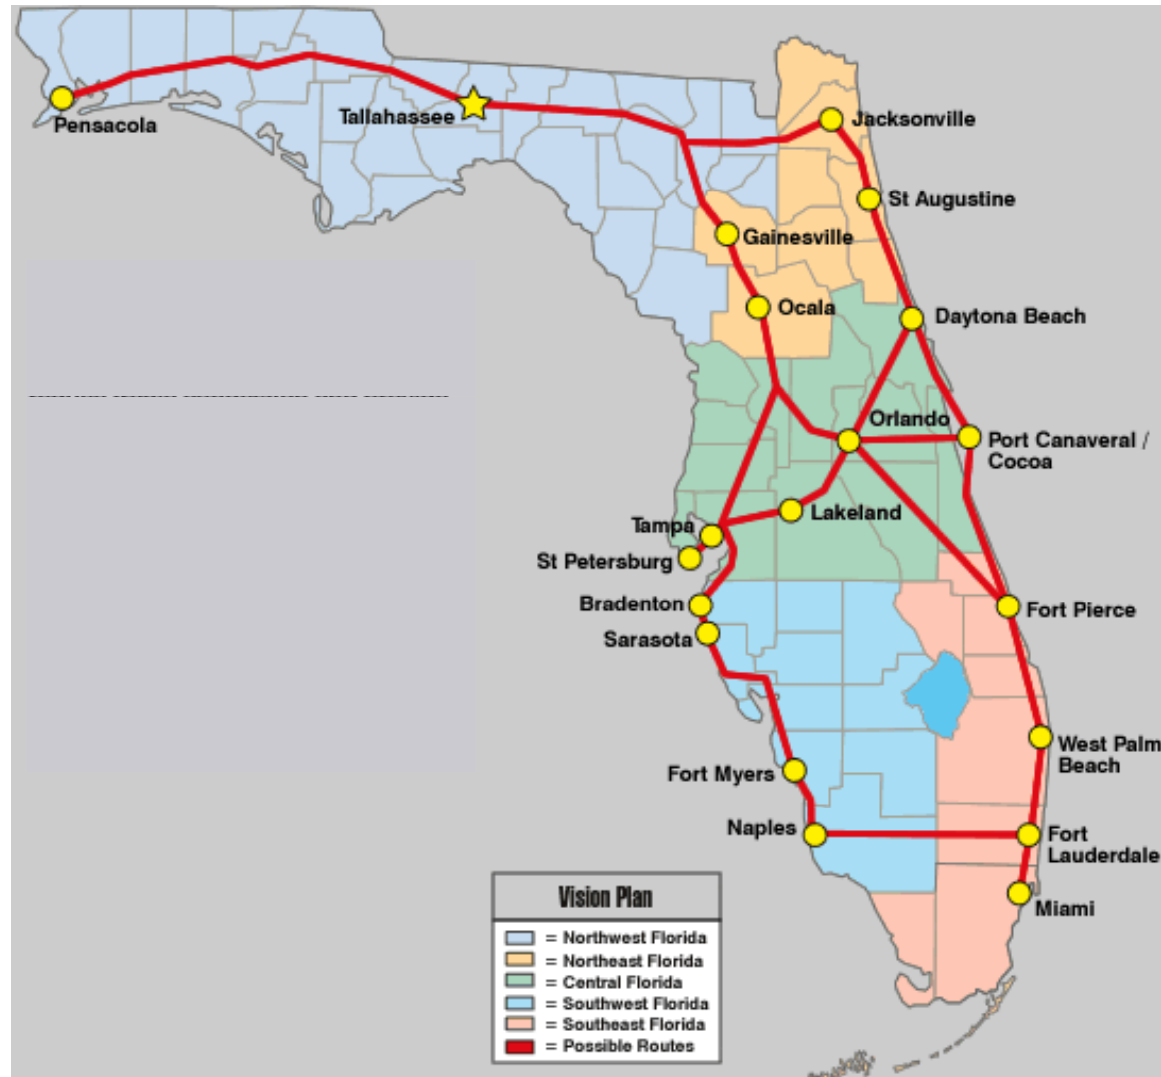 Pensacola
Tallahassee
Jacksonville
St Augustine
Gainesville
Ocala
Daytona Beach
Orlando
Port Canaveral /
Cocoa
Lakeland
Tampa
St Petersburg
Bradenton
Sarasota
Fort Pierce
West Palm
Beach
Fort Myers
Naples
Fort
Lauderdale
Miami
Vision Plan
= Northwest Florida
= Northeast Florida
= Central Florida
= Southwest Florida
= Southeast Florida
= Possible Routes